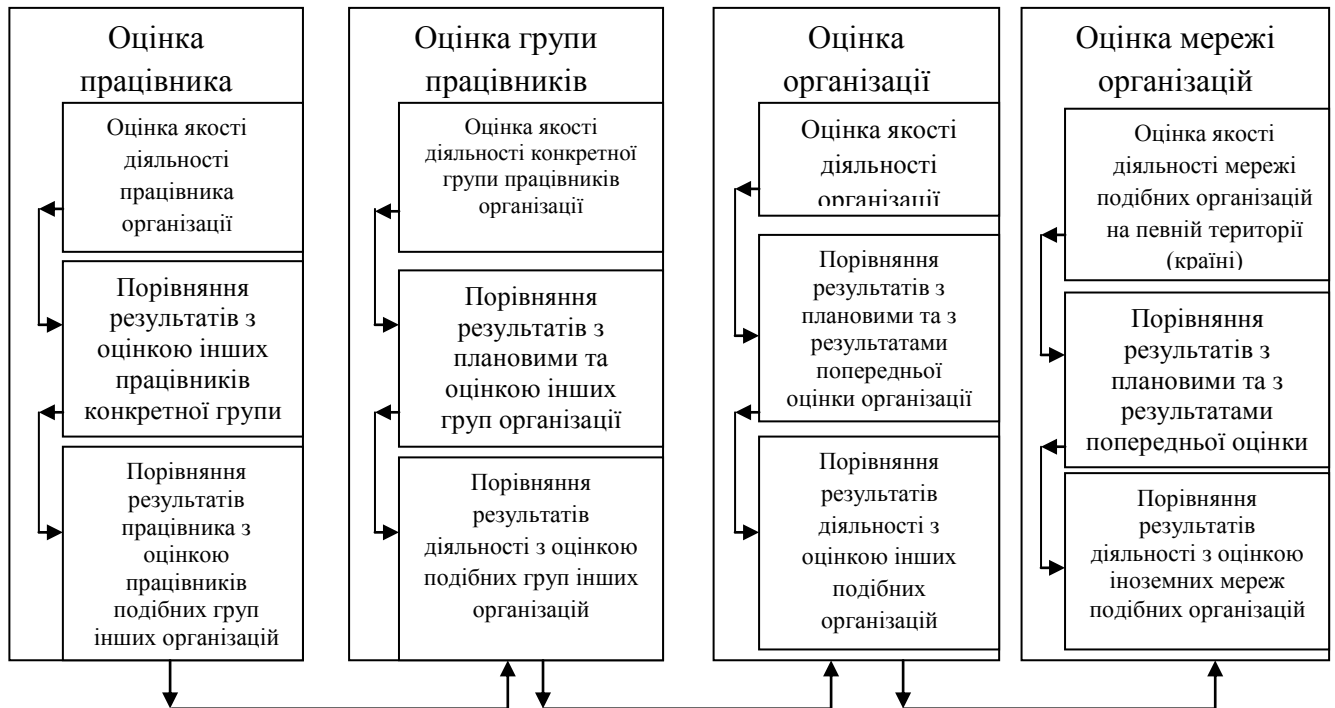 Оцінка
працівника
Оцінка якості
діяльності
працівника
організації
Порівняння
результатів з
оцінкою інших
працівників
конкретної групи
Порівняння
результатів
працівника з
оцінкою
працівників
подібних груп
інших організацій
Оцінка групи
працівників
Оцінка якості
діяльності конкретної
групи працівників
організації
Порівняння
результатів з
плановими та
оцінкою інших
груп організації
Порівняння
результатів
діяльності з оцінкою
подібних груп інших
організацій
Оцінка
організації
Оцінка якості
діяльності
організації
Порівняння
результатів з
плановими та з
результатами
попередньої
оцінки організації
Порівняння
результатів
діяльності з
оцінкою інших
подібних
організацій
Оцінка мережі
організацій
Оцінка якості
діяльності мережі
подібних організацій
на певній території
(країні)
Порівняння
результатів з
плановими та з
результатами
попередньої оцінки
Порівняння
результатів
діяльності з оцінкою
іноземних мереж
подібних організацій